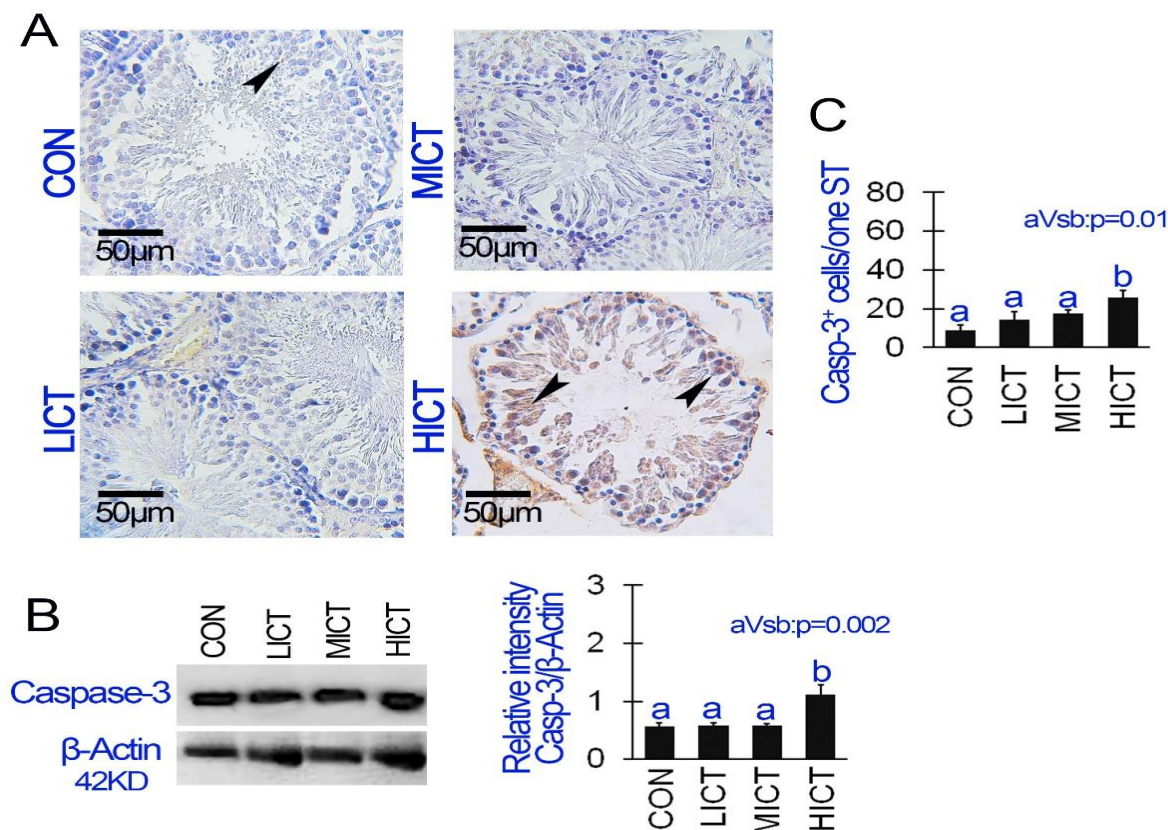 A
CON
50µm
MICT
50µm
LICT
50µm
HICT
50µm
C
Casp-3⁺ cells/one ST
80
60
40
20
0
aVsb:p=0.01
a
a
a
b
CON
LICT
MICT
HICT
B
CON
LICT
MICT
HICT
Caspase-3
β-Actin
42KD
Relative intensity
Casp-3/β-Actin
3
2
1
0
aVsb:p=0.002
a
a
a
b
CON
LICT
MICT
HICT